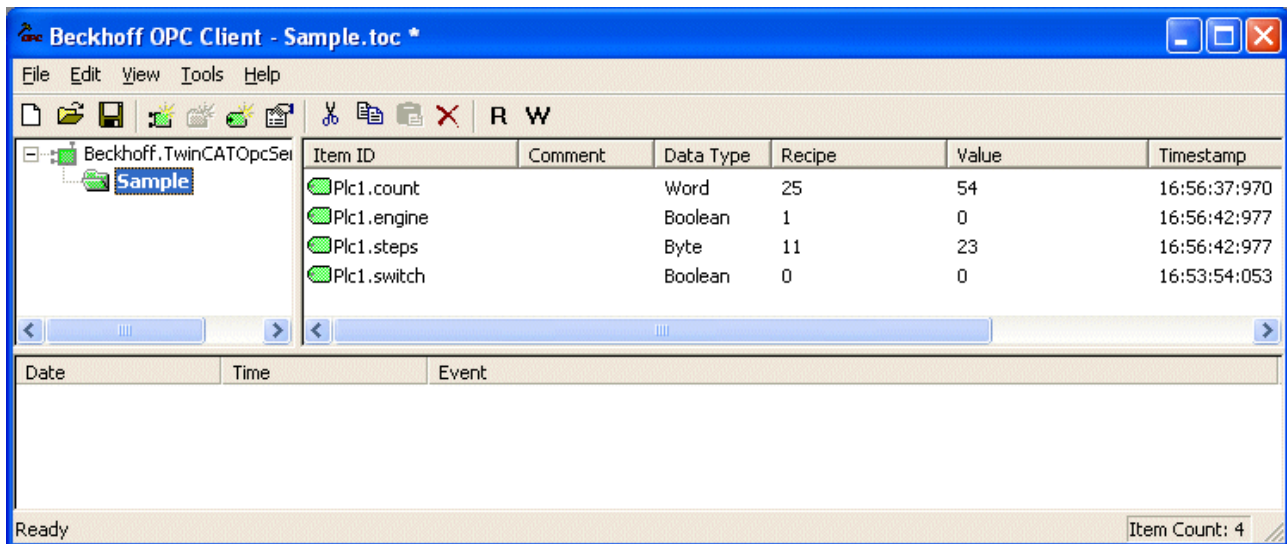 Beckhoff OPC Client - Sample.toc *
File Edit View Tools Help
R W
Beckhoff.TwinCATOpcSer
Sample
Item ID Comment Data Type Recipe Value Timestamp
Plc1.count Word 25 54 16:56:37:970
Plc1.engine Boolean 1 0 16:56:42:977
Plc1.steps Byte 11 23 16:56:42:977
Plc1.switch Boolean 0 0 16:53:54:053
Date Time Event
Ready Item Count: 4